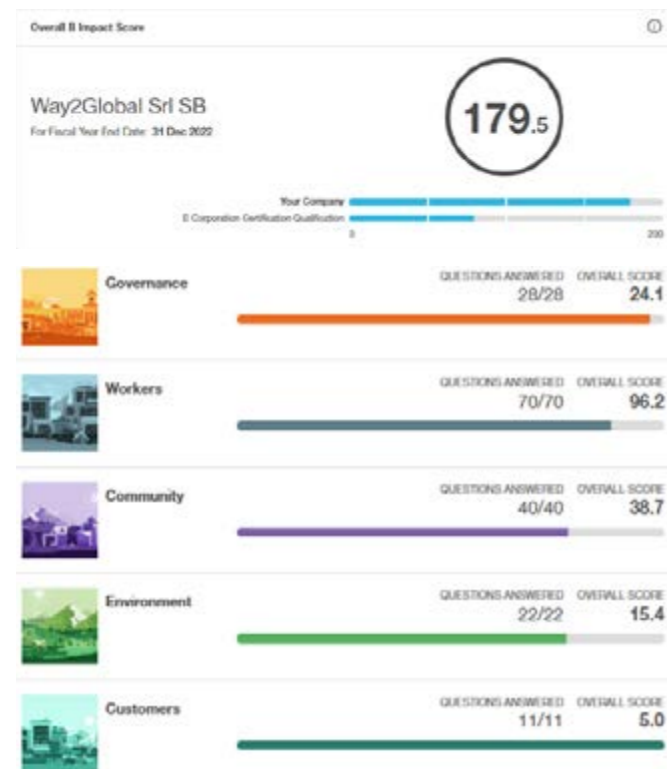 Overall B Impact Score
Way2Global Srl SB
For Fiscal Year End Date: 31 Dec 2022
179.5
Your Company
B Corporation Certification Qualification
0 200
Governance
QUESTIONS ANSWERED OVERALL SCORE
28/28 24.1
Workers
QUESTIONS ANSWERED OVERALL SCORE
70/70 96.2
Community
QUESTIONS ANSWERED OVERALL SCORE
40/40 38.7
Environment
QUESTIONS ANSWERED OVERALL SCORE
22/22 15.4
Customers
QUESTIONS ANSWERED OVERALL SCORE
11/11 5.0